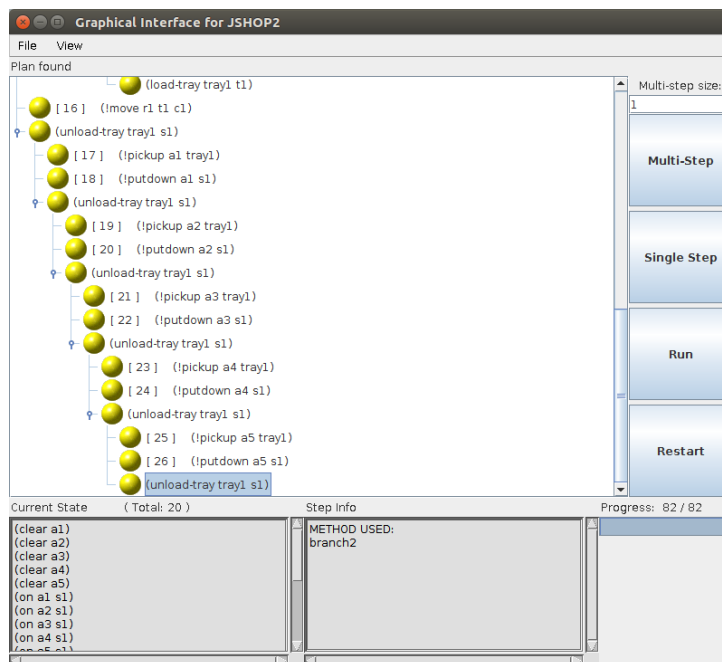 Graphical Interface for JSHOP2
File View
Plan found
(load-tray tray1 t1)
[ 16 ] (!move r1 t1 c1)
(unload-tray tray1 s1)
[ 17 ] (!pickup a1 tray1)
[ 18 ] (!putdown a1 s1)
(unload-tray tray1 s1)
[ 19 ] (!pickup a2 tray1)
[ 20 ] (!putdown a2 s1)
(unload-tray tray1 s1)
[ 21 ] (!pickup a3 tray1)
[ 22 ] (!putdown a3 s1)
(unload-tray tray1 s1)
[ 23 ] (!pickup a4 tray1)
[ 24 ] (!putdown a4 s1)
(unload-tray tray1 s1)
[ 25 ] (!pickup a5 tray1)
[ 26 ] (!putdown a5 s1)
(unload-tray tray1 s1)
Multi-step size:
1
Multi-Step
Single Step
Run
Restart
Current State ( Total: 20 )
(clear a1)
(clear a2)
(clear a3)
(clear a4)
(clear a5)
(on a1 s1)
(on a2 s1)
(on a3 s1)
(on a4 s1)
(on a5 s1)
Step Info
METHOD USED:
branch2
Progress: 82 / 82